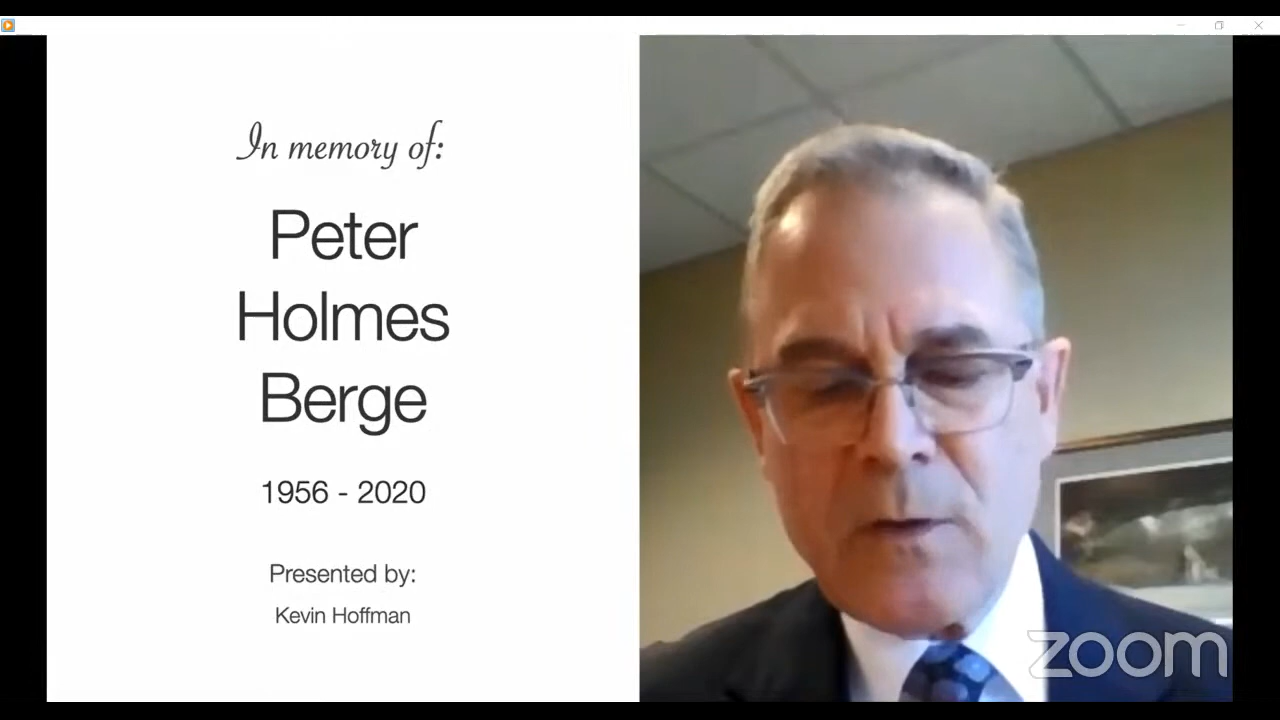 In memory of:
Peter
Holmes
Berge
1956 - 2020
Presented by:
Kevin Hoffman
zoom